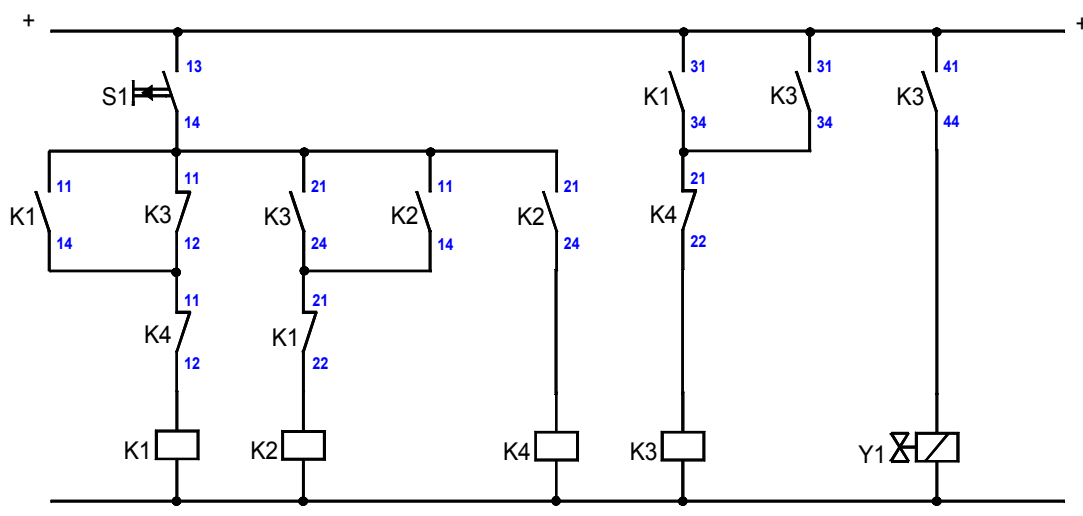 + +
13 31 31 41
S1 K1 K3 K3
14 34 34 44
11 11 21 11 21 21
K1 K3 K3 K2 K2 K4
14 12 24 14 24 22
11 21
K4 K1
12 22
K1 K2 K4 K3 Y1